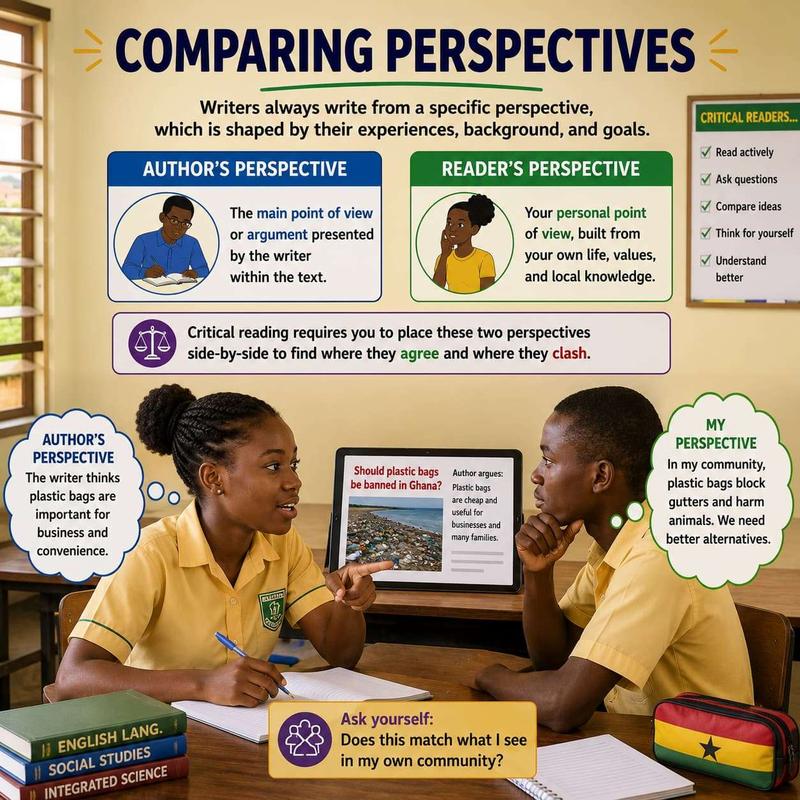 COMPARING PERSPECTIVES
Writers always write from a specific perspective,
which is shaped by their experiences, background, and goals.
AUTHOR'S PERSPECTIVE
The main point of view
or argument presented
by the writer
within the text.
READER'S PERSPECTIVE
Your personal point
of view, built from
your own life, values,
and local knowledge.
CRITICAL READERS...
Read actively
Ask questions
Compare ideas
Think for yourself
Understand
better
Critical reading requires you to place these two perspectives
side-by-side to find where they agree and where they clash.
AUTHOR'S
PERSPECTIVE
The writer thinks
plastic bags are
important for
business and
convenience.
Should plastic bags
be banned in Ghana?
Author argues:
Plastic bags
are cheap and
useful for
businesses and
many families.
MY
PERSPECTIVE
In my community,
plastic bags block
gutters and harm
animals. We need
better alternatives.
Ask yourself:
Does this match what I see
in my own community?
ENGLISH LANG.
SOCIAL STUDIES
INTEGRATED SCIENCE